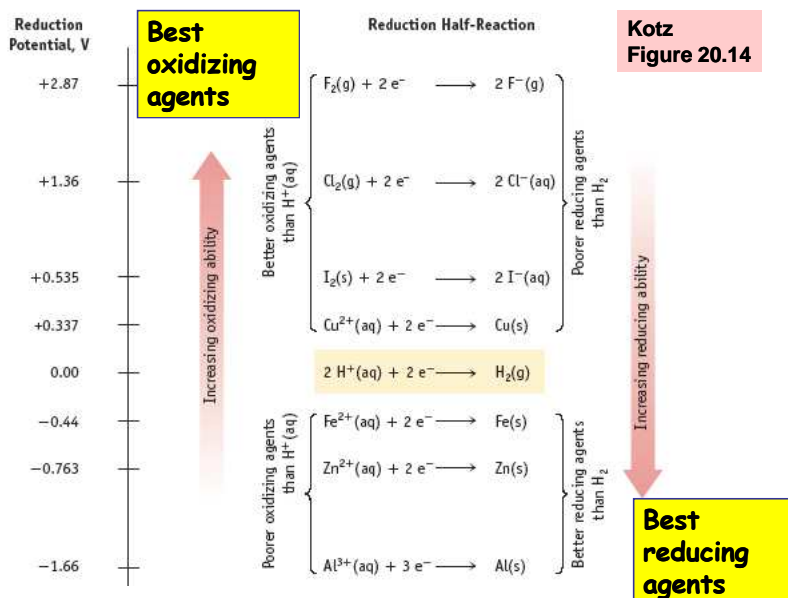 Reduction
Potential, V
Best
oxidizing
agents
Reduction Half-Reaction
Kotz
Figure 20.14
+2.87
F₂(g) + 2 e⁻ ⟶ 2 F⁻(g)
+1.36
Cl₂(g) + 2 e⁻ ⟶ 2 Cl⁻(aq)
+0.535
I₂(s) + 2 e⁻ ⟶ 2 I⁻(aq)
+0.337
Cu²⁺(aq) + 2 e⁻ ⟶ Cu(s)
0.00
2 H⁺(aq) + 2 e⁻ ⟶ H₂(g)
−0.44
Fe²⁺(aq) + 2 e⁻ ⟶ Fe(s)
−0.763
Zn²⁺(aq) + 2 e⁻ ⟶ Zn(s)
−1.66
Al³⁺(aq) + 3 e⁻ ⟶ Al(s)
Increasing oxidizing ability
Better oxidizing agents
than H⁺(aq)
Poorer oxidizing agents
than H⁺(aq)
Poorer reducing agents
than H₂
Better reducing agents
than H₂
Increasing reducing ability
Best
reducing
agents